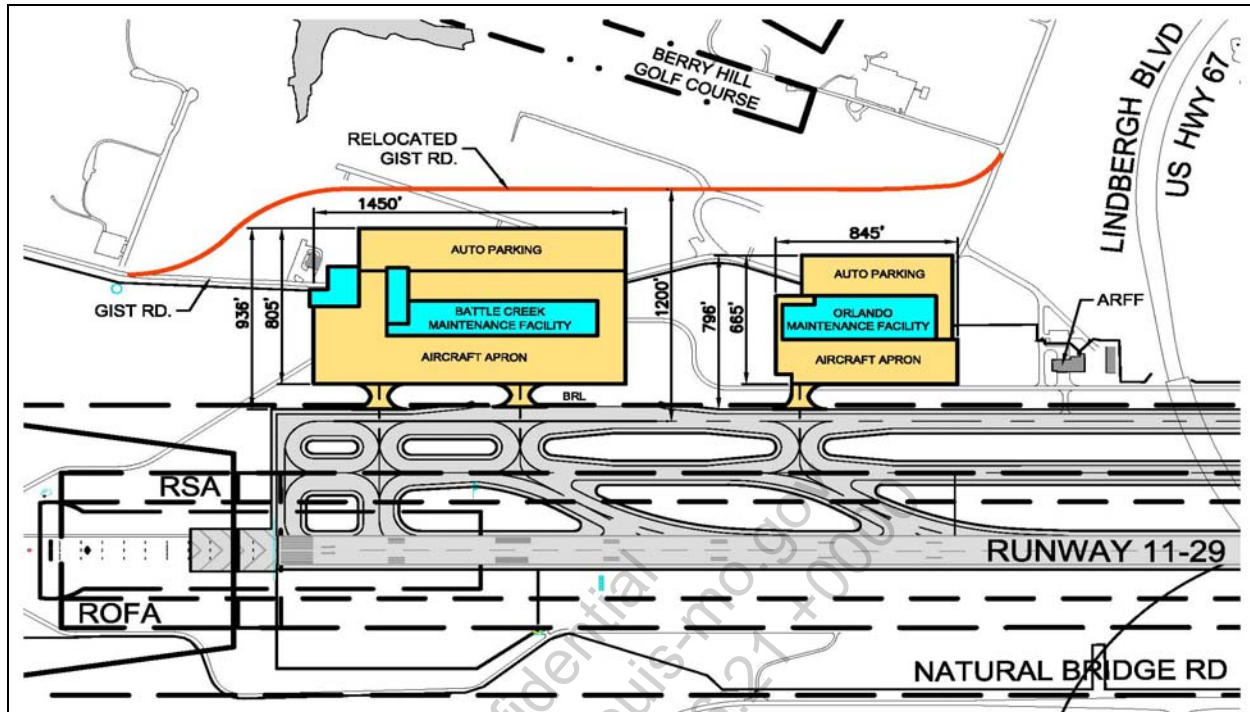 BERRY HILL
GOLF COURSE
LINDBERGH BLVD
US HWY 67
RELOCATED
GIST RD.
1450'
845'
AUTO PARKING
AUTO PARKING
936'
805'
1200'
796'
665'
GIST RD.
BATTLE CREEK
MAINTENANCE FACILITY
ORLANDO
MAINTENANCE FACILITY
ARFF
AIRCRAFT APRON
AIRCRAFT APRON
BRL
RSA
RUNWAY 11-29
ROFA
NATURAL BRIDGE RD